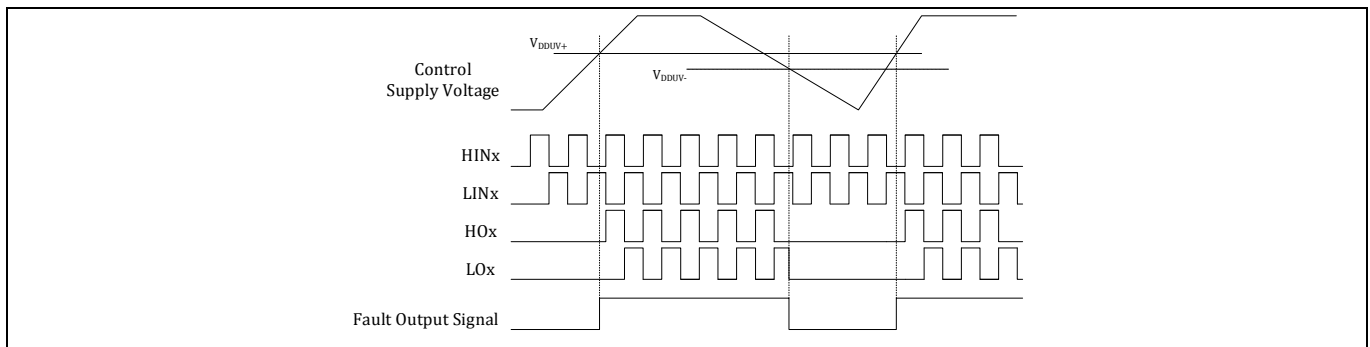 V_DDUV+
V_DDUV-
Control
Supply Voltage
HINx
LINx
HOx
LOx
Fault Output Signal